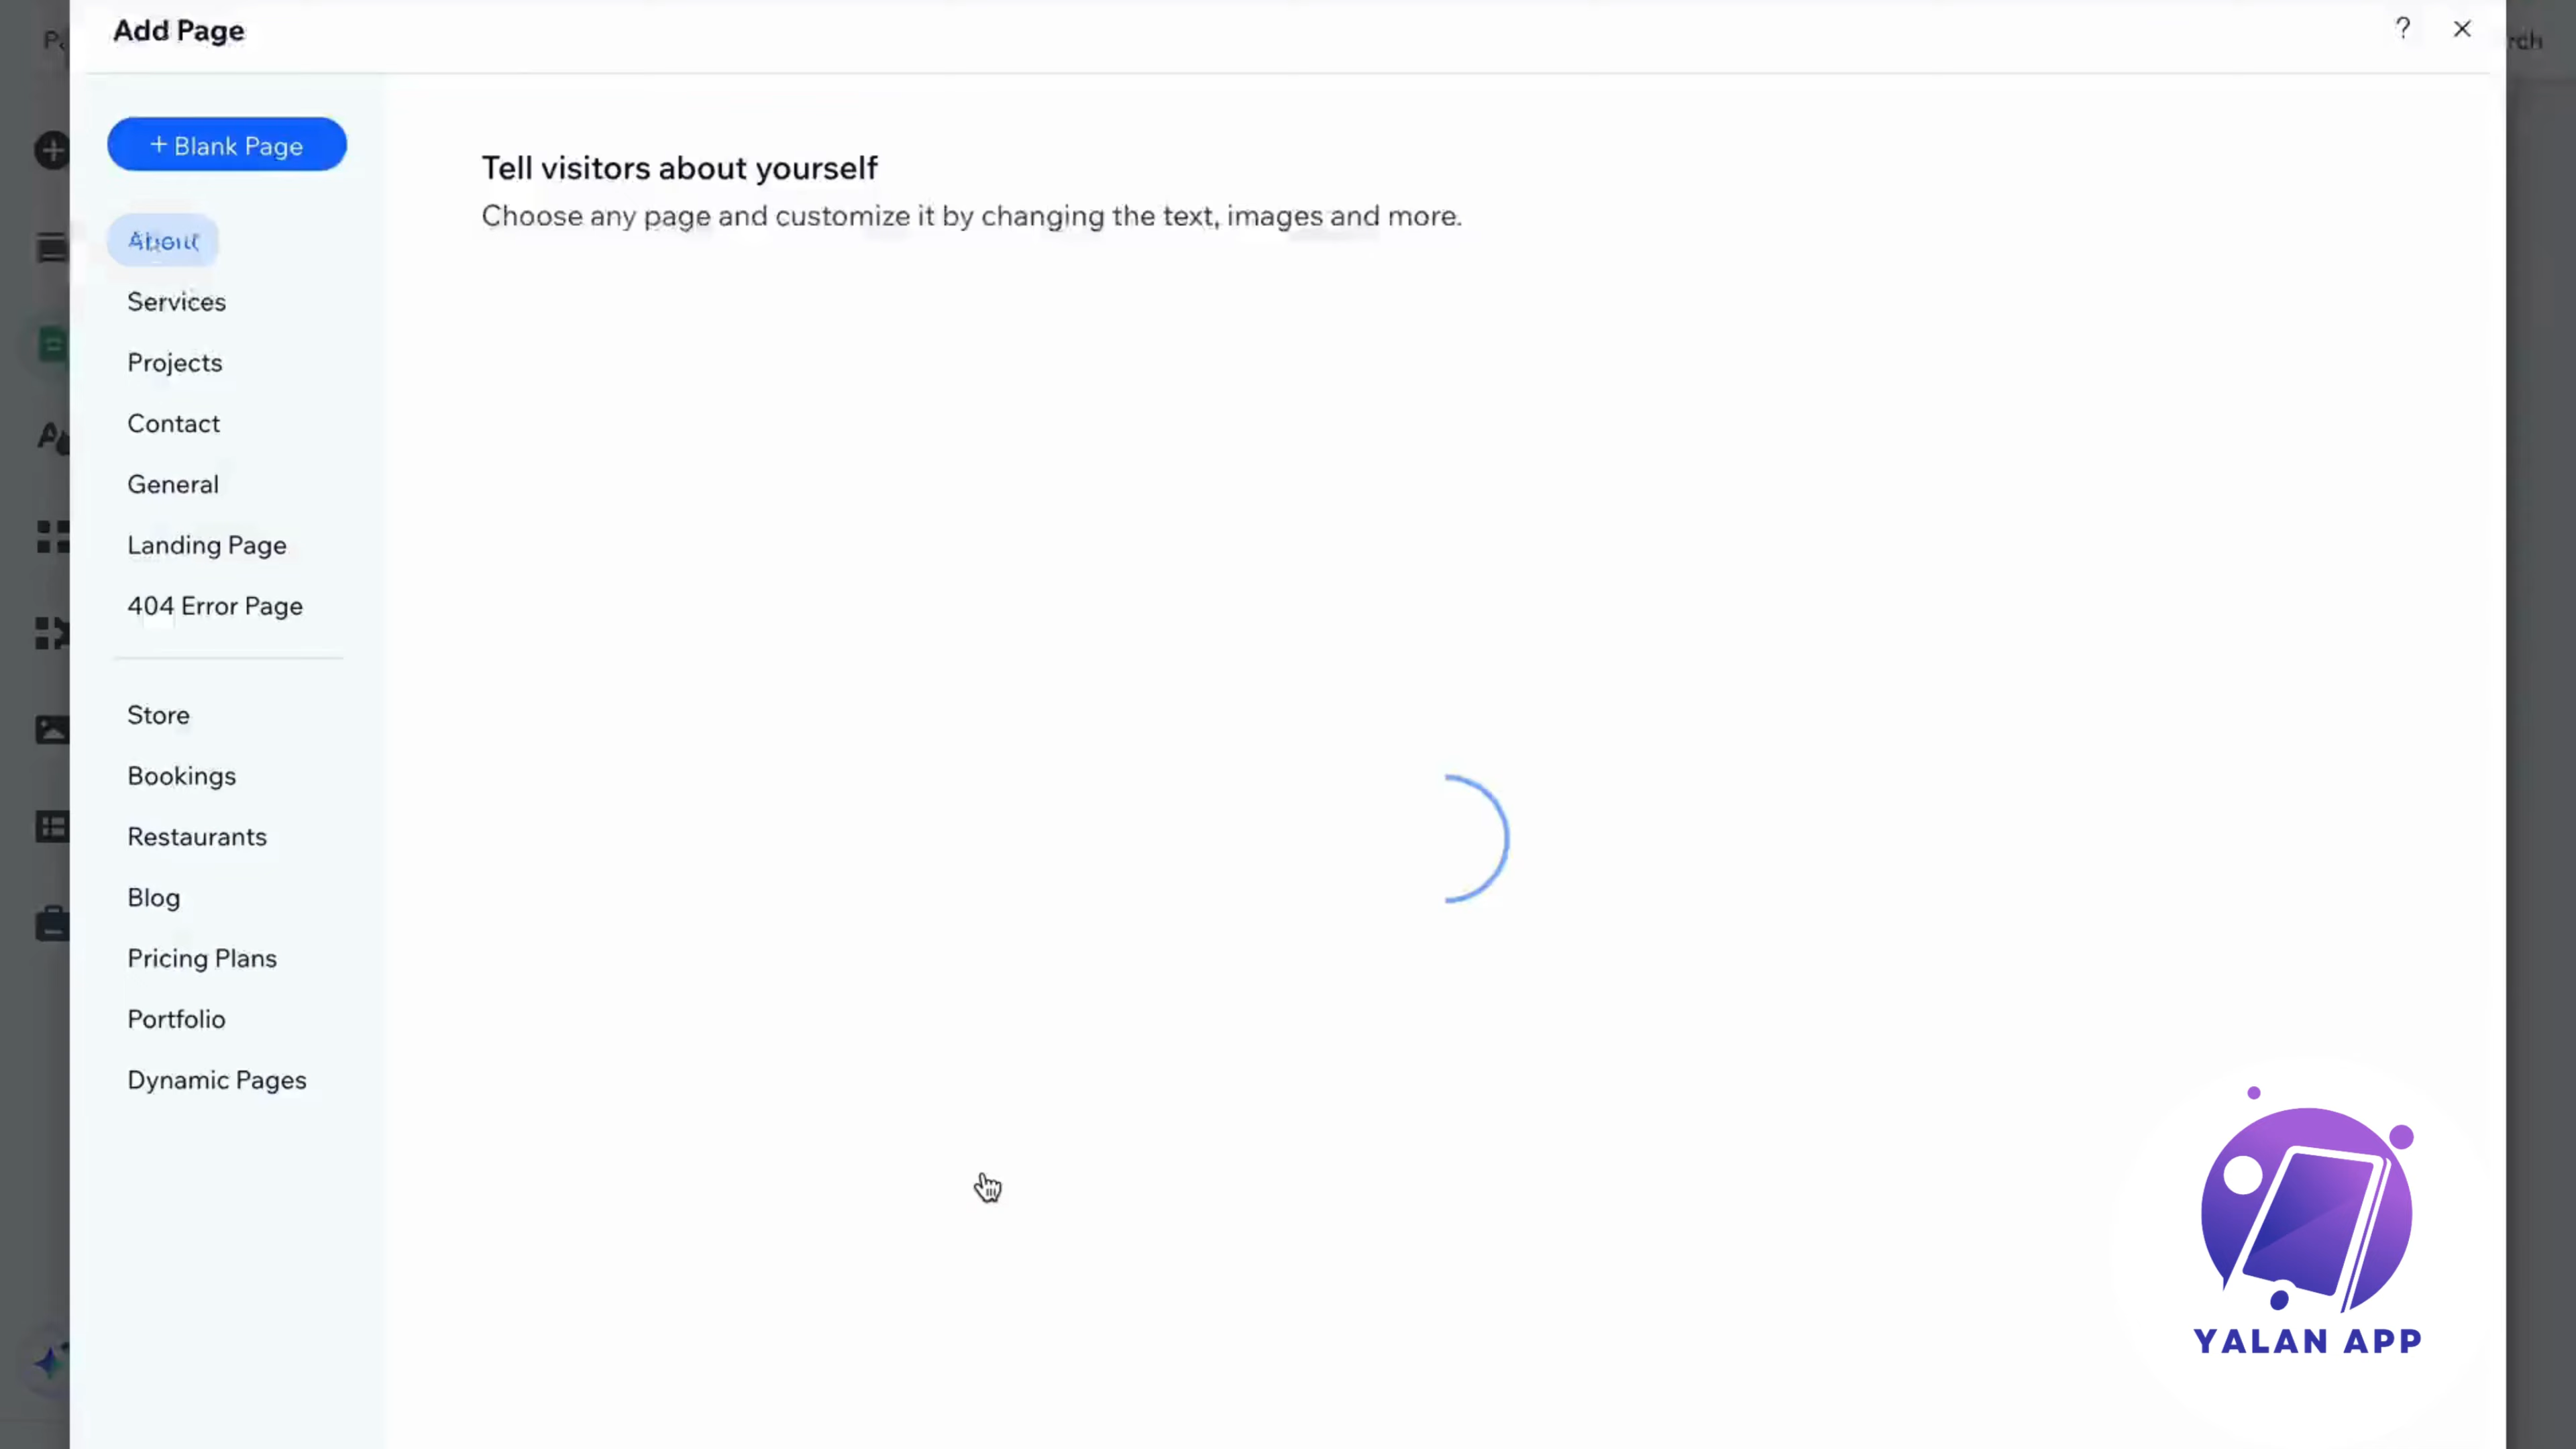 Add Page
?
+ Blank Page
About
Services
Projects
Contact
General
Landing Page
404 Error Page
Store
Bookings
Restaurants
Blog
Pricing Plans
Portfolio
Dynamic Pages
Tell visitors about yourself
Choose any page and customize it by changing the text, images and more.
YALAN APP